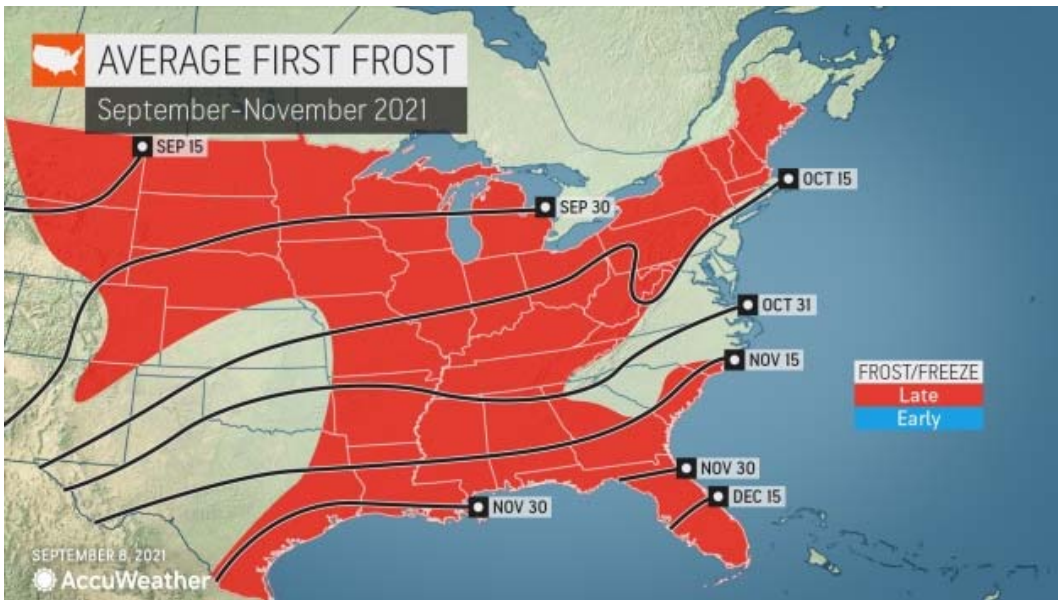 AVERAGE FIRST FROST
September-November 2021
SEP 15
OCT 15
SEP 30
OCT 31
NOV 15
FROST/FREEZE
Late
Early
NOV 30
DEC 15
NOV 30
SEPTEMBER 8, 2021
AccuWeather